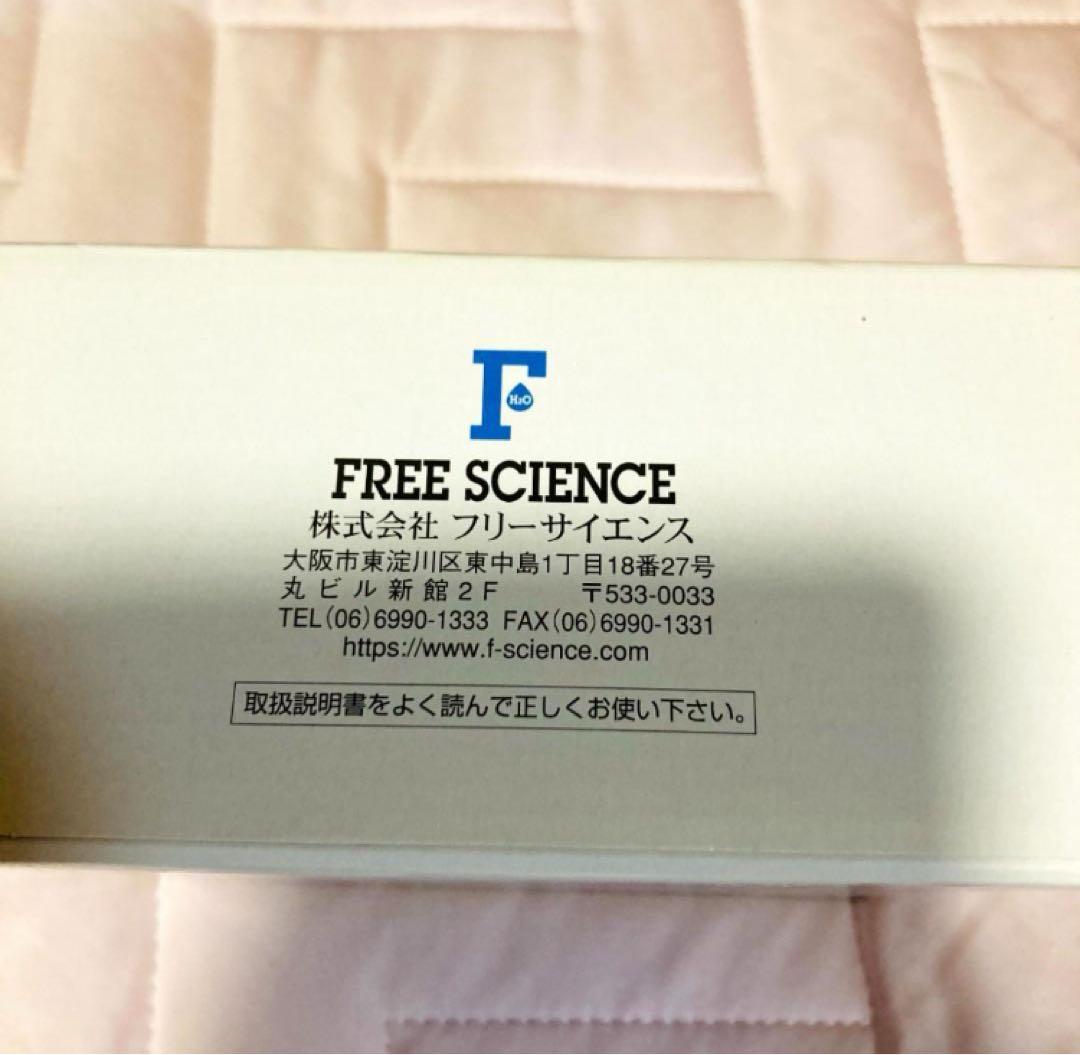 H₂O
FREE SCIENCE
株式会社 フリーサイエンス
大阪市東淀川区東中島1丁目18番27号
丸ビル新館2F 〒533-0033
TEL(06)6990-1333 FAX(06)6990-1331
https://www.f-science.com
取扱説明書をよく読んで正しくお使い下さい。